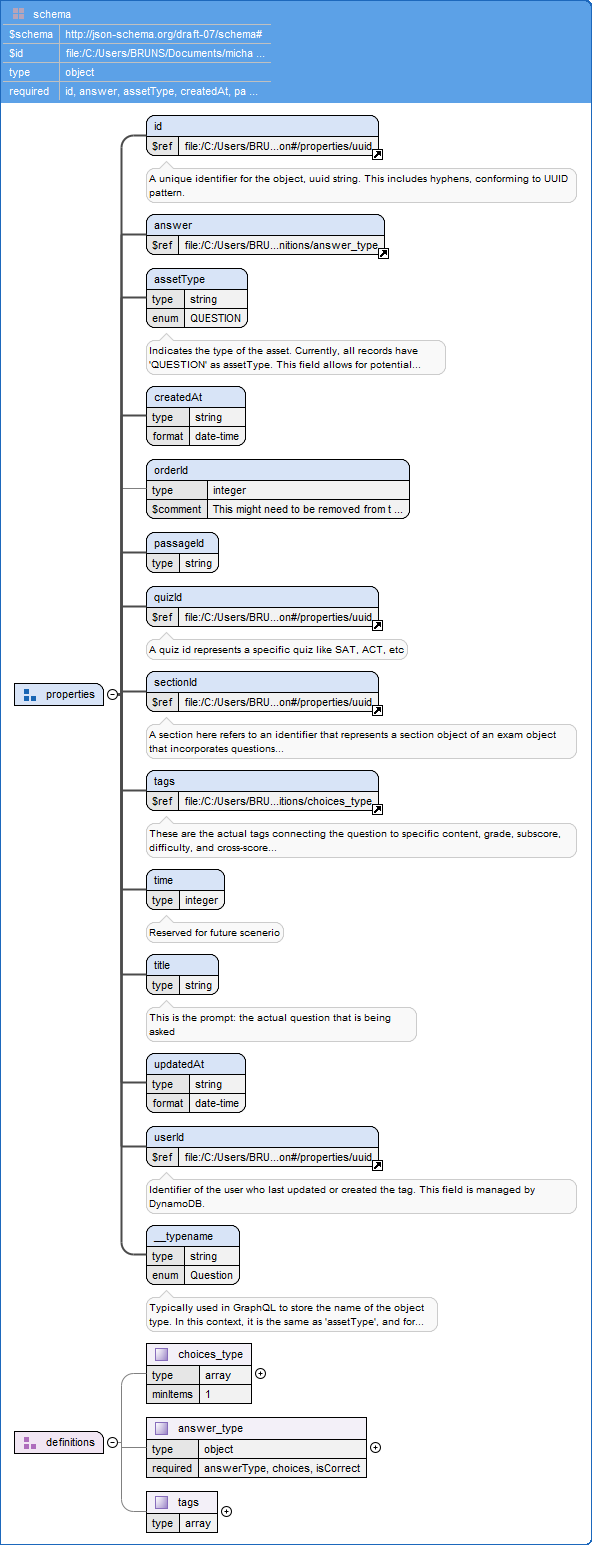 schema
$schema http://json-schema.org/draft-07/schema#
$id file:/C:/Users/BRUNS/Documents/micha ...
type object
required id, answer, assetType, createdAt, pa ...
id
$ref file:/C:/Users/BRU...on#/properties/uuid
A unique identifier for the object, uuid string. This includes hyphens, conforming to UUID
pattern.
answer
$ref file:/C:/Users/BRU...nitions/answer_type
assetType
type string
enum QUESTION
Indicates the type of the asset. Currently, all records have
'QUESTION' as assetType. This field allows for potential...
createdAt
type string
format date-time
orderId
type integer
$comment This might need to be removed from t ...
passageId
type string
quizId
$ref file:/C:/Users/BRU...on#/properties/uuid
A quiz id represents a specific quiz like SAT, ACT, etc
sectionId
$ref file:/C:/Users/BRU...on#/properties/uuid
A section here refers to an identifier that represents a section object of an exam object
that incorporates questions...
properties
tags
$ref file:/C:/Users/BRU...itions/choices_type
These are the actual tags connecting the question to specific content, grade, subscore,
difficulty, and cross-score...
time
type integer
Reserved for future scenerio
title
type string
This is the prompt: the actual question that is being
asked
updatedAt
type string
format date-time
userId
$ref file:/C:/Users/BRU...on#/properties/uuid
Identifier of the user who last updated or created the tag. This field is managed by
DynamoDB.
__typename
type string
enum Question
Typically used in GraphQL to store the name of the object
type. In this context, it is the same as 'assetType', and for...
choices_type
type array
minItems 1
answer_type
definitions
type object
required answerType, choices, isCorrect
tags
type array